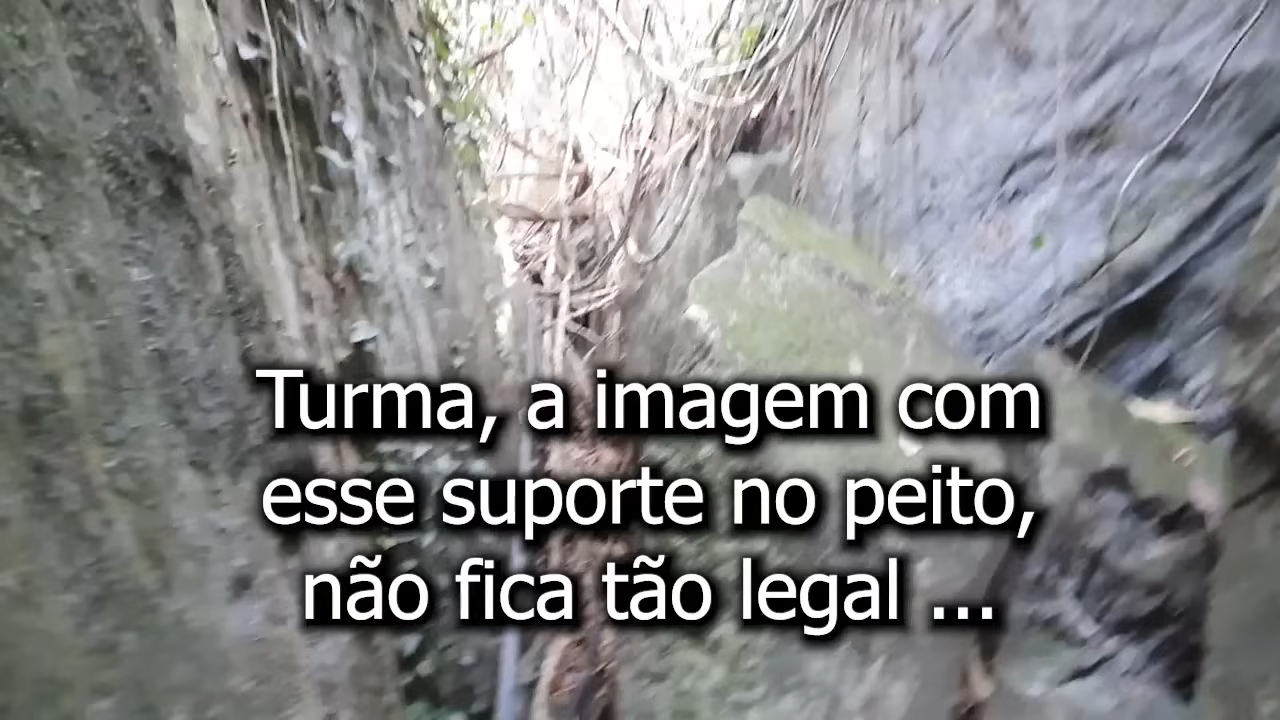 Turma, a imagem com
esse suporte no peito,
não fica tão legal ...